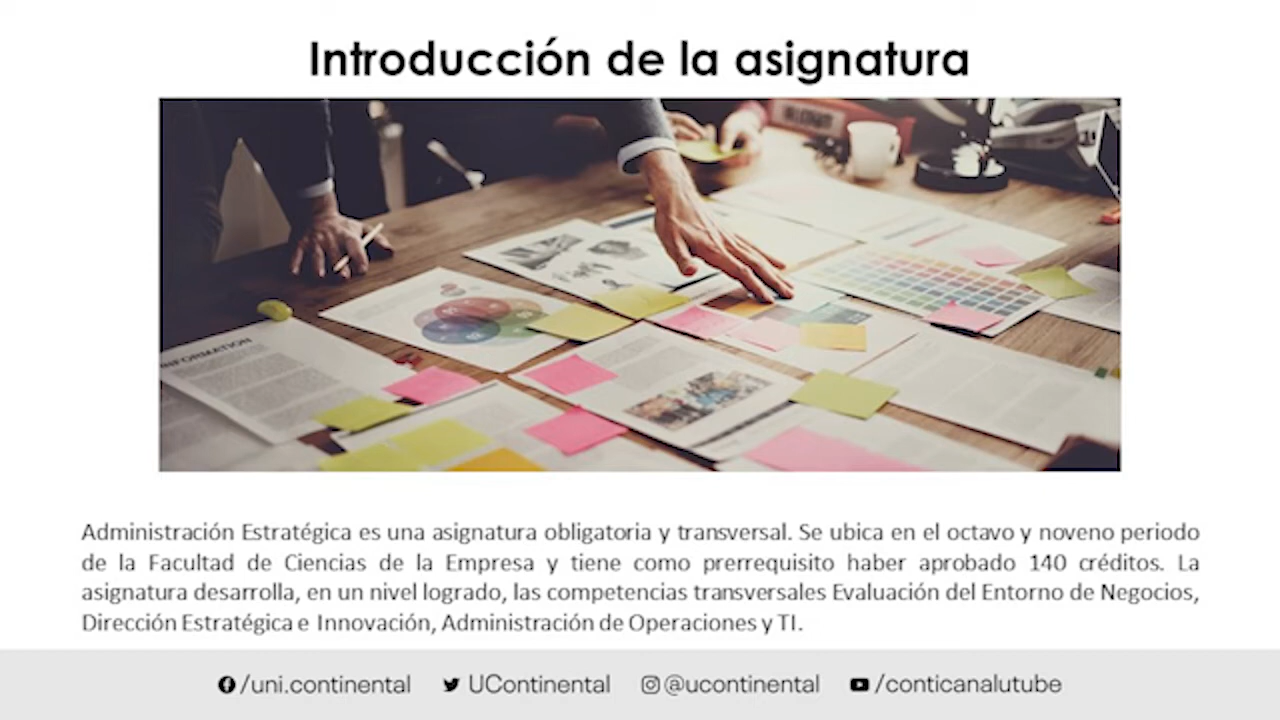 Introducción de la asignatura
INFORMATION
Administración Estratégica es una asignatura obligatoria y transversal. Se ubica en el octavo y noveno periodo
de la Facultad de Ciencias de la Empresa y tiene como prerrequisito haber aprobado 140 créditos. La
asignatura desarrolla, en un nivel logrado, las competencias transversales Evaluación del Entorno de Negocios,
Dirección Estratégica e Innovación, Administración de Operaciones y TI.
/uni.continental UContinental @ucontinental /conticanalutube